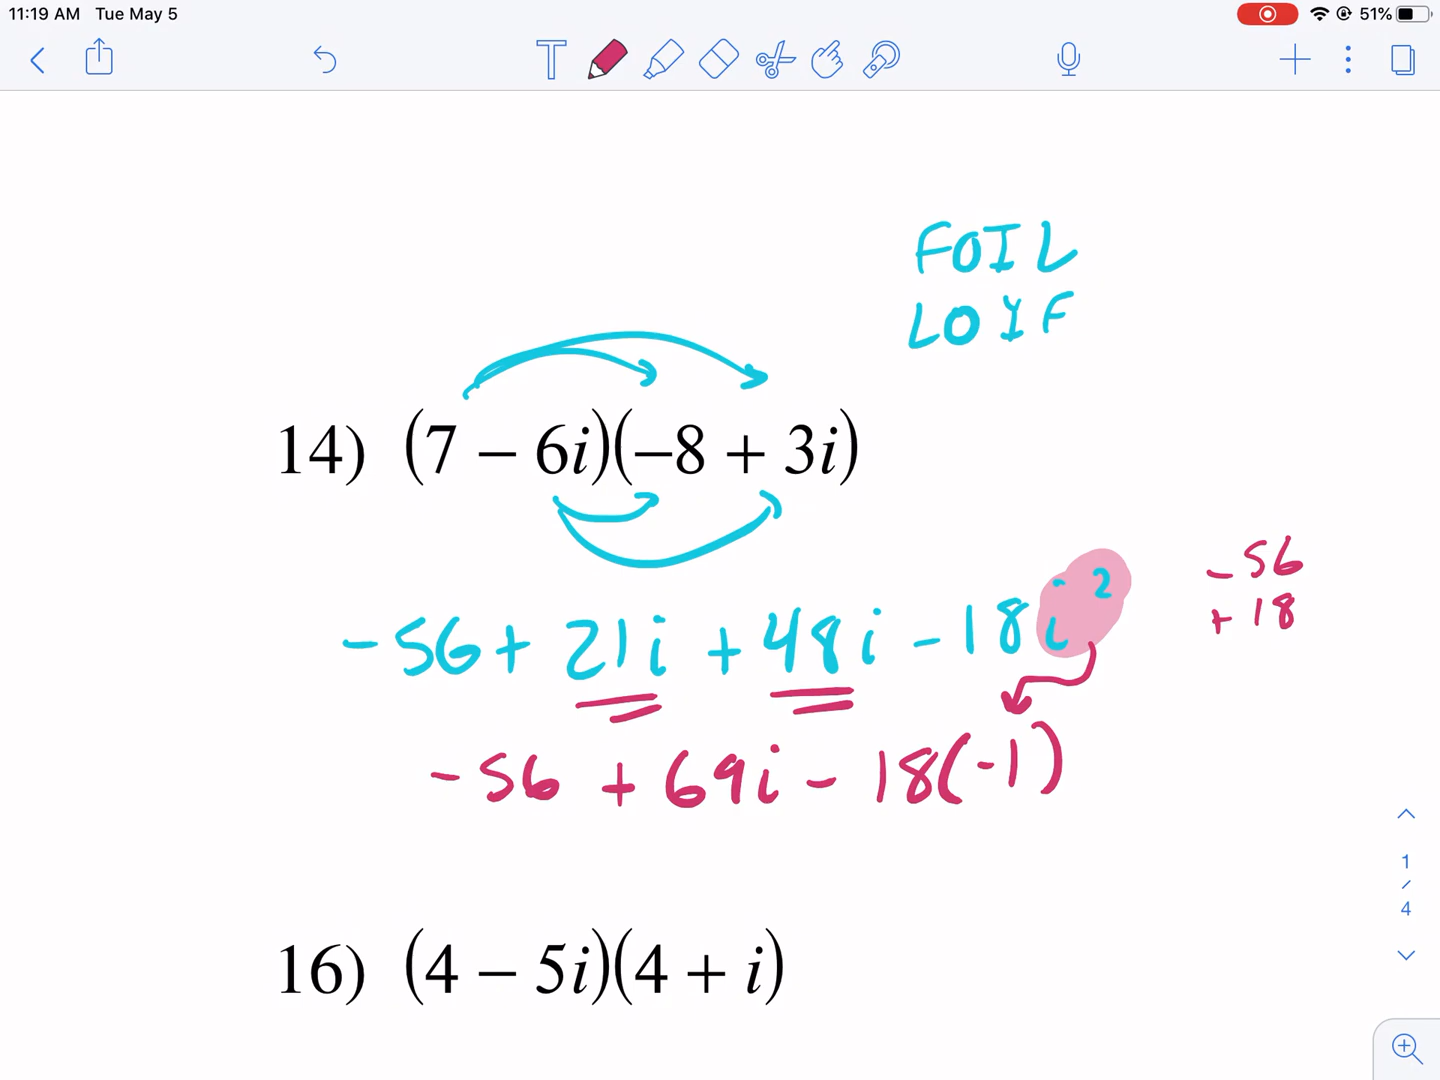 11:19 AM Tue May 5 51%
T
FOIL
LOIF
14) (7 − 6i)(−8 + 3i)
-56 + 21i + 48i - 18i²
-56
+18
-56 + 69i - 18(-1)
1
/
4
16) (4 − 5i)(4 + i)